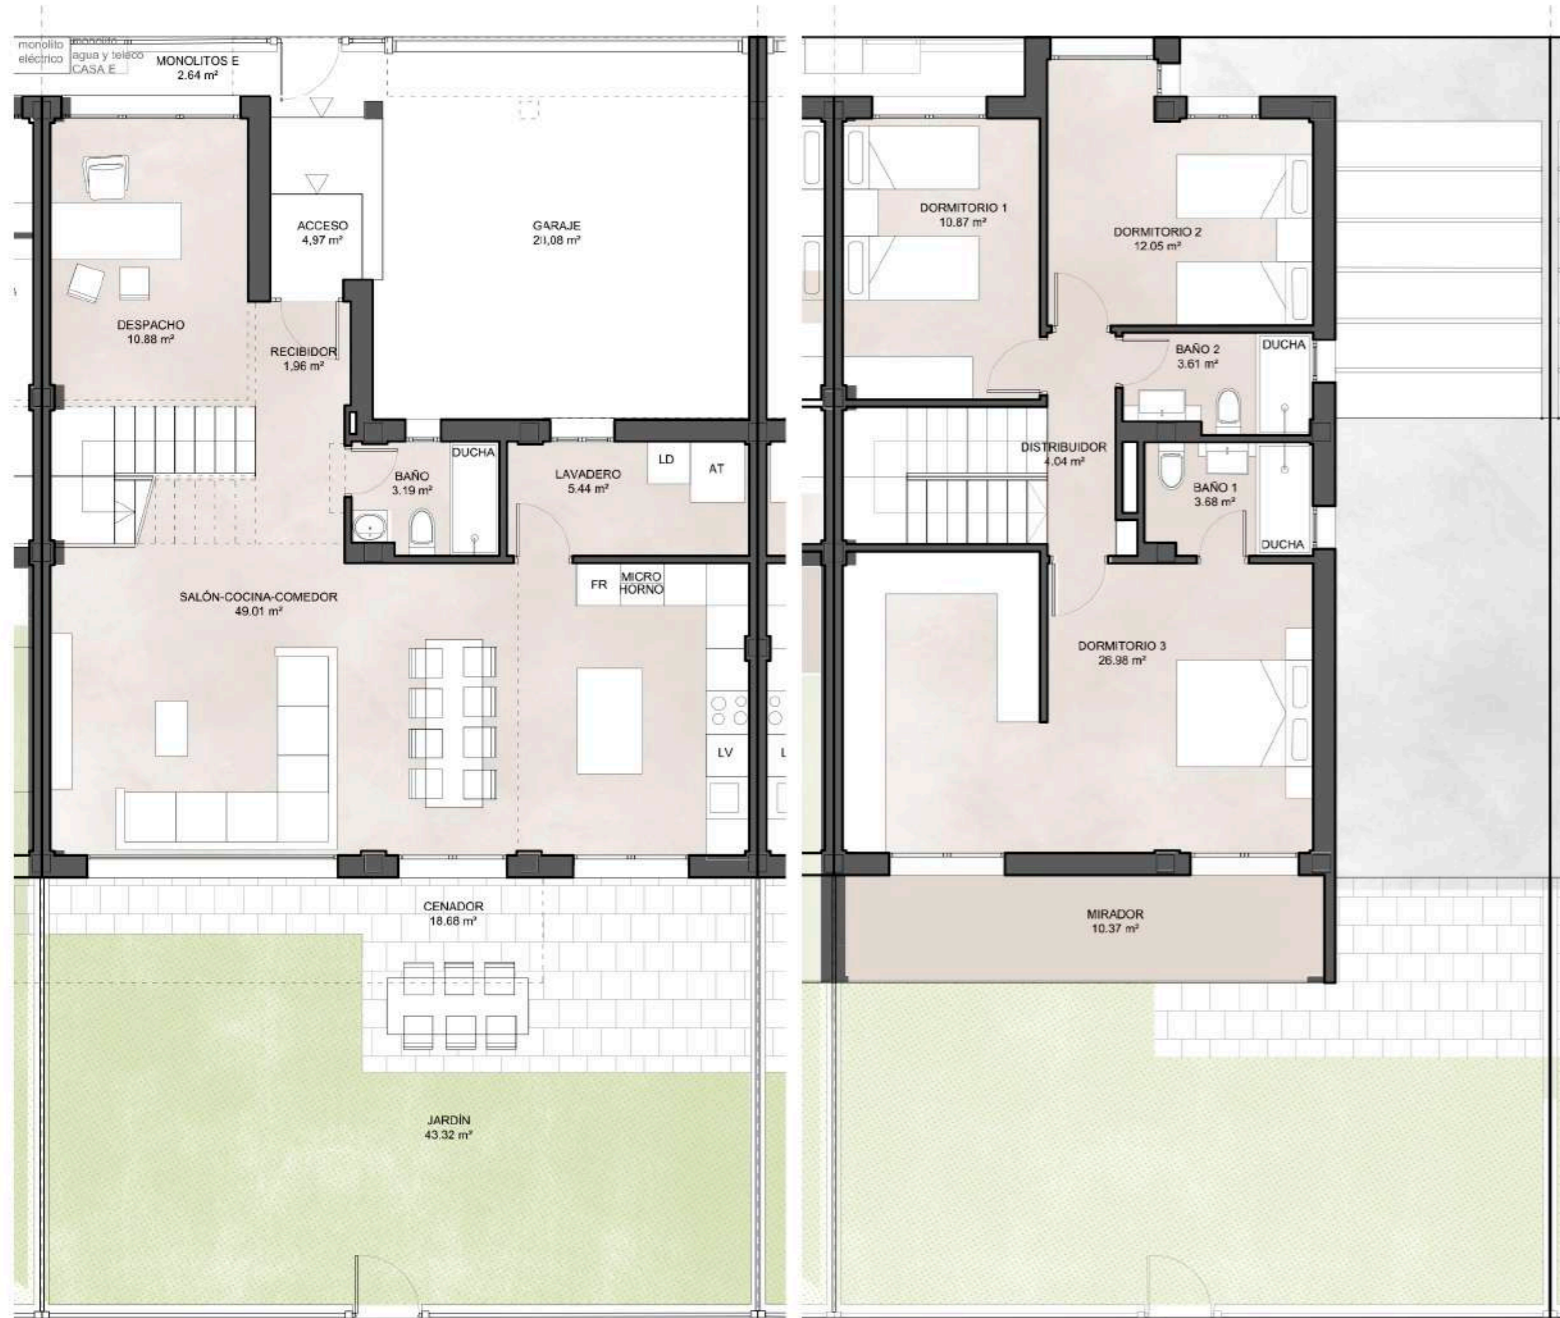 monolito
eléctrico
monolito
agua y teleco
CASA E
MONOLITOS E
2.64 m²
ACCESO
4,97 m²
GARAJE
DESPACHO
10.88 m²
RECIBIDOR
1,96 m²
BAÑO
3.19 m²
DUCHA
LAVADERO
5.44 m²
LD
AT
SALÓN-COCINA-COMEDOR
49.01 m²
FR
MICRO
HORNO
LV
L
CENADOR
18.68 m²
JARDÍN
43.32 m²
DORMITORIO 1
10.87 m²
DORMITORIO 2
12.05 m²
BAÑO 2
3.61 m²
DUCHA
DISTRIBUIDOR
4.04 m²
BAÑO 1
3.68 m²
DUCHA
DORMITORIO 3
26.98 m²
MIRADOR
10.37 m²